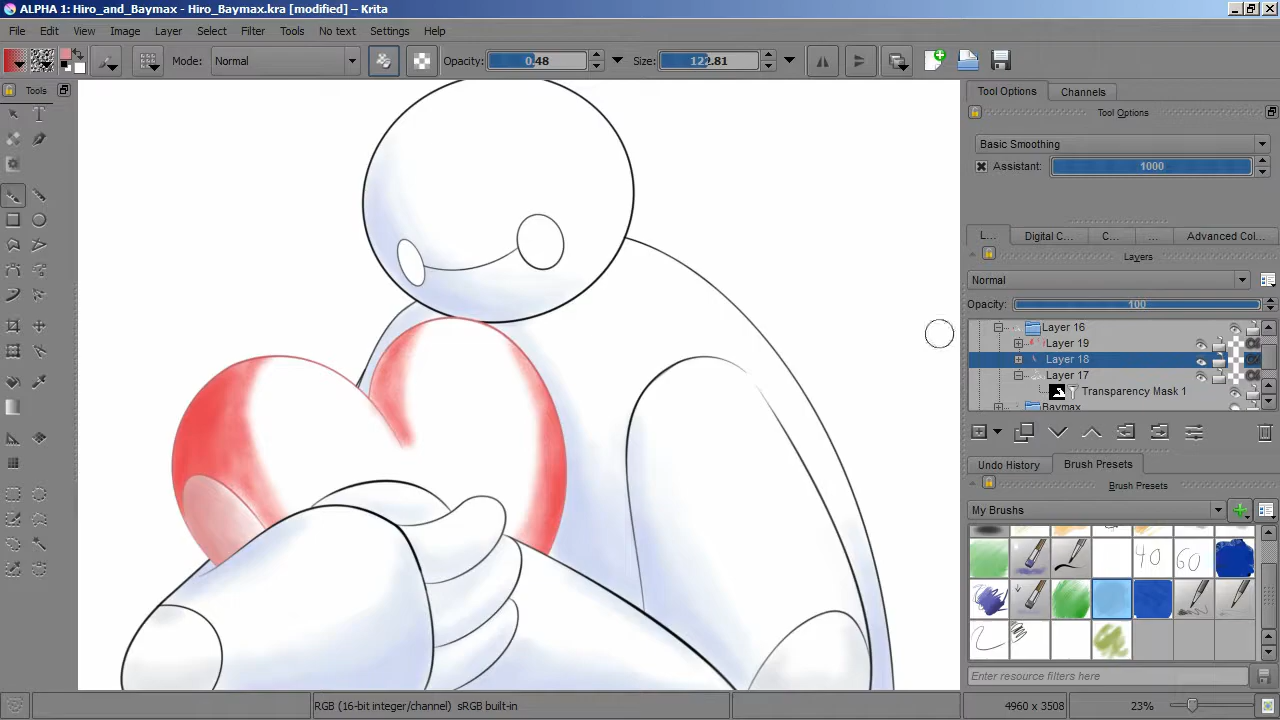 ALPHA 1: Hiro_and_Baymax - Hiro_Baymax.kra [modified] – Krita
File Edit View Image Layer Select Filter Tools No text Settings Help
Mode: Normal Opacity: 0.48 Size: 122.81
Tools
Tool Options Channels
Tool Options
Basic Smoothing
Assistant: 1000
L... Digital C... C... ... Advanced Col...
Layers
Normal
Opacity: 100
Layer 16
Layer 19
Layer 18
Layer 17
Transparency Mask 1
Baymax
Undo History Brush Presets
Brush Presets
My Brushes
40 60
Enter resource filters here
RGB (16-bit integer/channel) sRGB built-in 4960 x 3508 23%